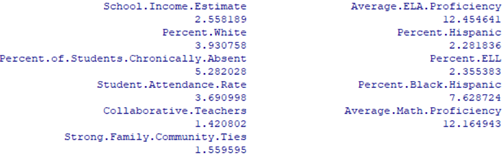 School.Income.Estimate Average.ELA.Proficiency
2.558189 12.454641
Percent.White Percent.Hispanic
3.930758 2.281836
Percent.of.Students.Chronically.Absent Percent.ELL
5.282028 2.355383
Student.Attendance.Rate Percent.Black.Hispanic
3.690998 7.628724
Collaborative.Teachers Average.Math.Proficiency
1.420802 12.164943
Strong.Family.Community.Ties
1.559595